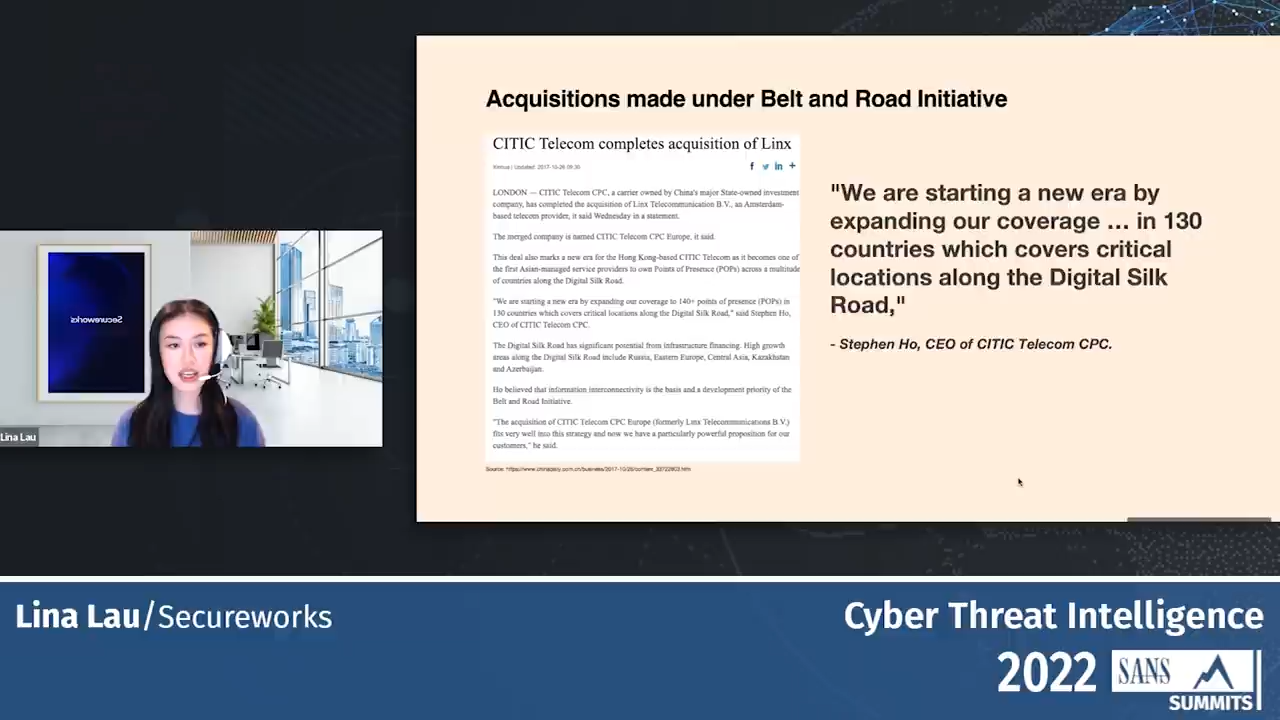 Acquisitions made under Belt and Road Initiative
CITIC Telecom completes acquisition of Linx
Xinhua | Updated: 2017-10-26 09:30
LONDON — CITIC Telecom CPC, a carrier owned by China's major State-owned investment
company, has completed the acquisition of Linx Telecommunication B.V., an Amsterdam-
based telecom provider, it said Wednesday in a statement.
The merged company is named CITIC Telecom CPC Europe, it said.
This deal also marks a new era for the Hong Kong-based CITIC Telecom as it becomes one of
the first Asian-managed service providers to own Points of Presence (POPs) across a multitude
of countries along the Digital Silk Road.
"We are starting a new era by expanding our coverage to 140+ points of presence (POPs) in
130 countries which covers critical locations along the Digital Silk Road," said Stephen Ho,
CEO of CITIC Telecom CPC.
The Digital Silk Road has significant potential from infrastructure financing. High growth
areas along the Digital Silk Road include Russia, Eastern Europe, Central Asia, Kazakhstan
and Azerbaijan.
Ho believed that information interconnectivity is the basis and a development priority of the
Belt and Road Initiative.
"The acquisition of CITIC Telecom CPC Europe (formerly Linx Telecommunications B.V.)
fits very well into this strategy and now we have a particularly powerful proposition for our
customers," he said.
"We are starting a new era by
expanding our coverage ... in 130
countries which covers critical
locations along the Digital Silk
Road,"
- Stephen Ho, CEO of CITIC Telecom CPC.
Secureworks
Lina Lau
Lina Lau/Secureworks
Cyber Threat Intelligence
2022 SANS
SUMMITS